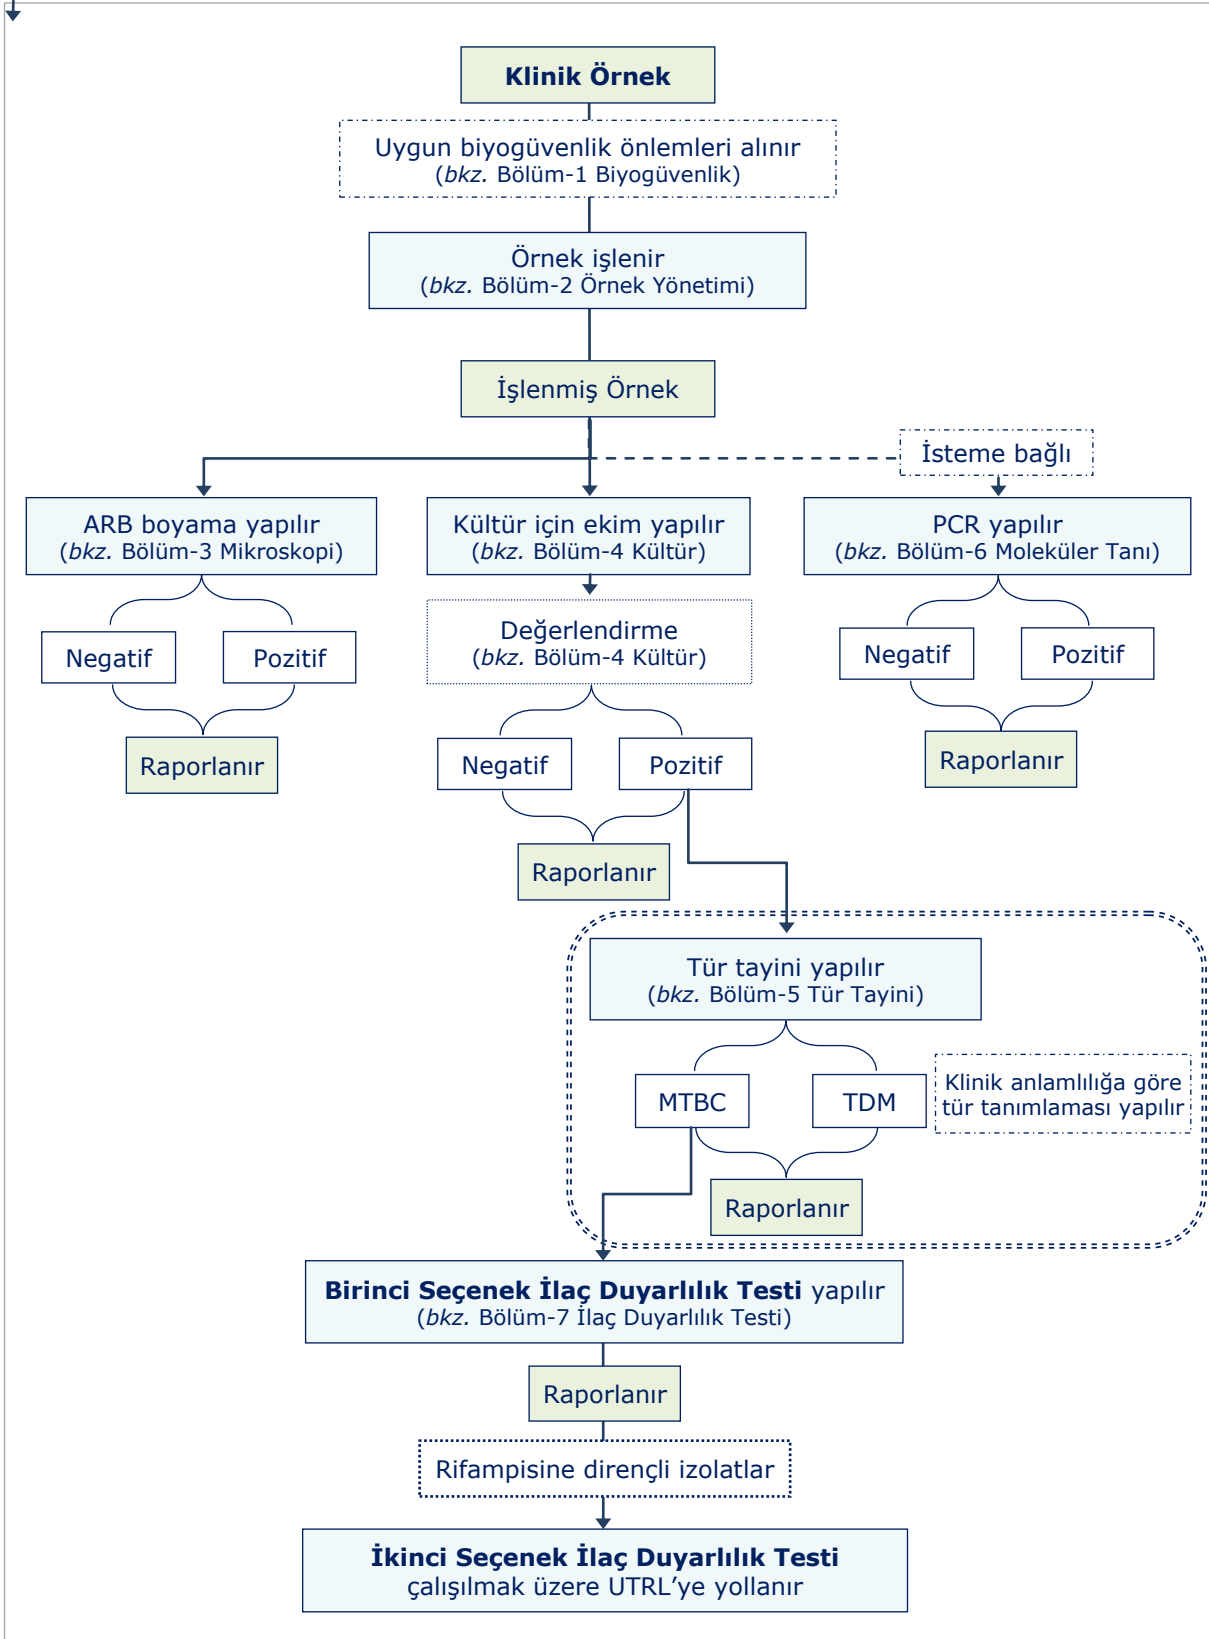 Klinik Örnek
Uygun biyogüvenlik önlemleri alınır
(bkz. Bölüm-1 Biyogüvenlik)
Örnek işlenir
(bkz. Bölüm-2 Örnek Yönetimi)
İşlenmiş Örnek
İsteme bağlı
ARB boyama yapılır
(bkz. Bölüm-3 Mikroskopi)
Kültür için ekim yapılır
(bkz. Bölüm-4 Kültür)
PCR yapılır
(bkz. Bölüm-6 Moleküler Tanı)
Negatif
Pozitif
Raporlanır
Değerlendirme
(bkz. Bölüm-4 Kültür)
Negatif
Pozitif
Raporlanır
Negatif
Pozitif
Raporlanır
Tür tayini yapılır
(bkz. Bölüm-5 Tür Tayini)
MTBC
TDM
Klinik anlamlılığa göre
tür tanımlaması yapılır
Raporlanır
Birinci Seçenek İlaç Duyarlılık Testi yapılır
(bkz. Bölüm-7 İlaç Duyarlılık Testi)
Raporlanır
Rifampisine dirençli izolatlar
İkinci Seçenek İlaç Duyarlılık Testi
çalışılmak üzere UTRL’ye yollanır